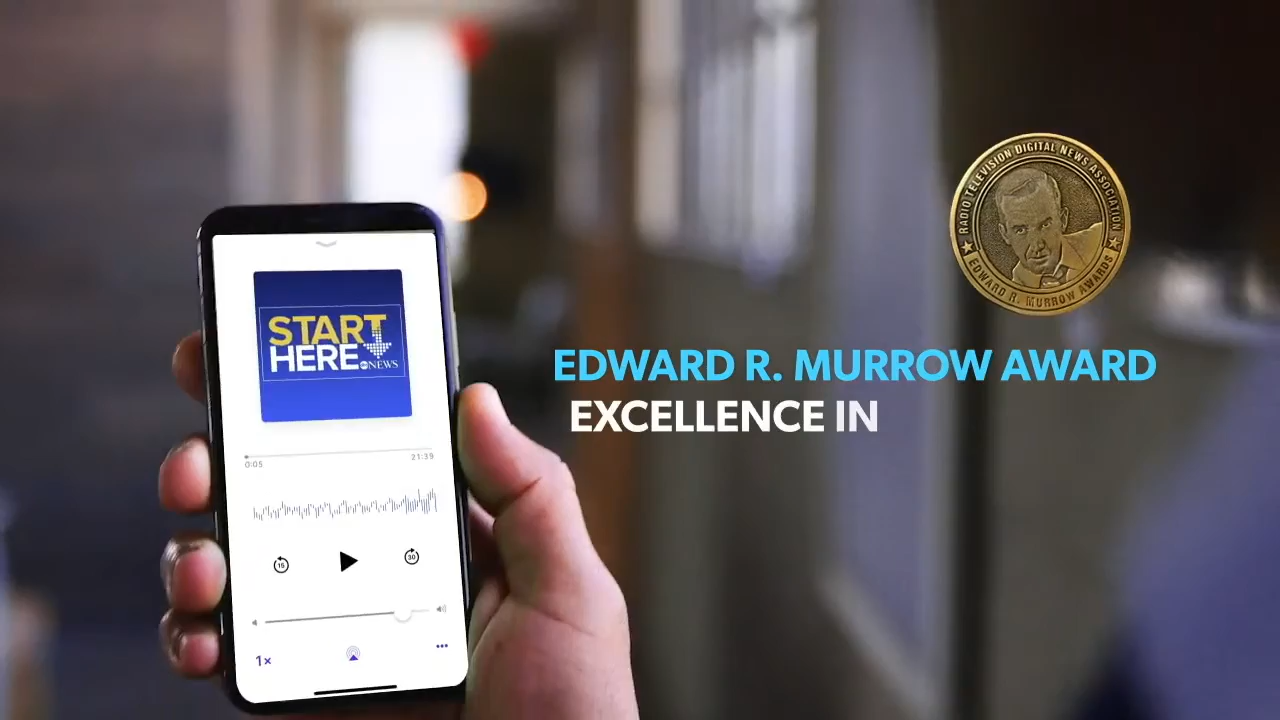 RADIO TELEVISION DIGITAL NEWS ASSOCIATION
EDWARD R. MURROW AWARDS
START
HERE abc NEWS
EDWARD R. MURROW AWARD
EXCELLENCE IN
0:05 21:39
15 30
1×